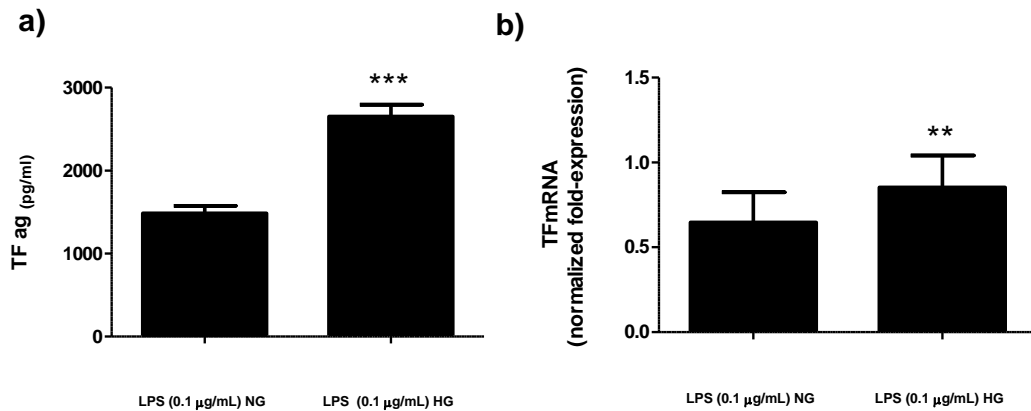 a)
***
3000
2000
1000
0
TF ag (pg/ml)
LPS (0.1 μg/mL) NG
LPS (0.1 μg/mL) HG
b)
**
1.5
1.0
0.5
0.0
TFmRNA
(normalized fold-expression)
LPS (0.1 μg/mL) NG
LPS (0.1 μg/mL) HG